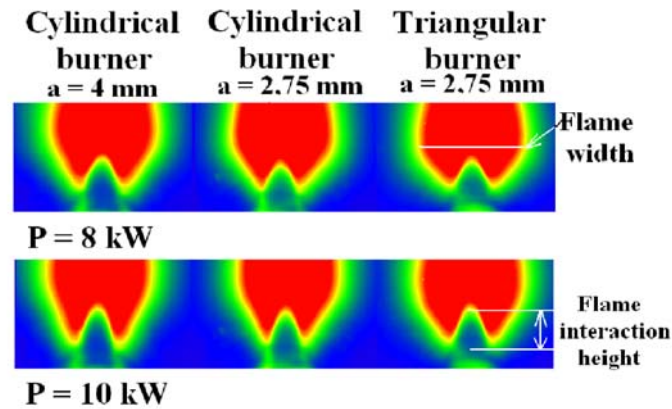 Cylindrical Cylindrical Triangular
burner burner burner
a = 4 mm a = 2,75 mm a = 2,75 mm
Flame
width
P = 8 kW
Flame
interaction
height
P = 10 kW